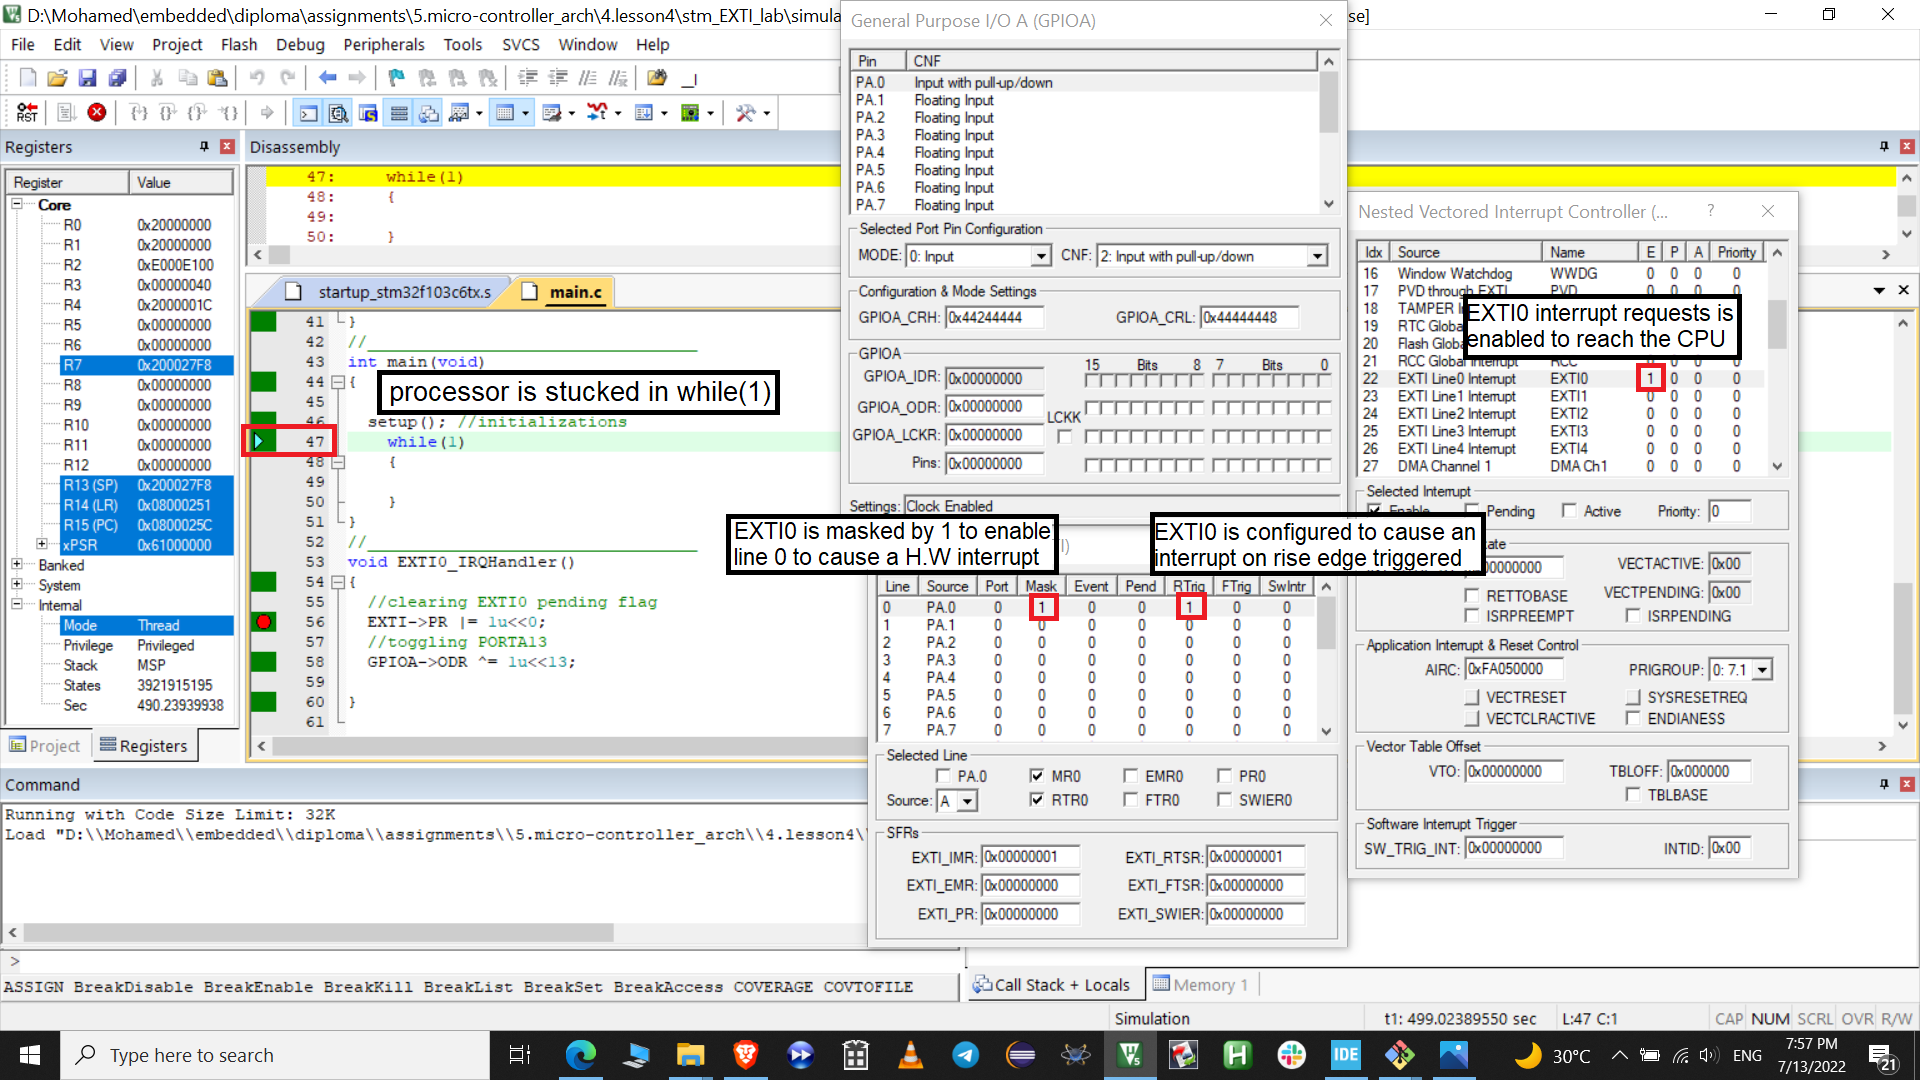 D:\Mohamed\embedded\diploma\assignments\5.micro-controller_arch\4.lesson4\stm_EXTI_lab\simula
se]
File Edit View Project Flash Debug Peripherals Tools SVCS Window Help
Registers
Register Value
Core
R0 0x20000000
R1 0x20000000
R2 0xE000E100
R3 0x00000040
R4 0x2000001C
R5 0x00000000
R6 0x00000000
R7 0x200027F8
R8 0x00000000
R9 0x00000000
R10 0x00000000
R11 0x00000000
R12 0x00000000
R13 (SP) 0x200027F8
R14 (LR) 0x08000251
R15 (PC) 0x0800025C
xPSR 0x61000000
Banked
System
Internal
Mode Thread
Privilege Privileged
Stack MSP
States 3921915195
Sec 490.23939938
Project Registers
Disassembly
47: while(1)
48: {
49:
50: }
startup_stm32f103c6tx.s main.c
41 }
42 //
43 int main(void)
44 {
45
processor is stucked in while(1)
46 setup(); //initializations
47 while(1)
48 {
49
50 }
51 }
52 //
53 void EXTI0_IRQHandler()
54 {
55 //clearing EXTI0 pending flag
56 EXTI->PR |= 1u<<0;
57 //toggling PORTA13
58 GPIOA->ODR ^= 1u<<13;
59
60 }
61
General Purpose I/O A (GPIOA)
Pin CNF
PA.0 Input with pull-up/down
PA.1 Floating Input
PA.2 Floating Input
PA.3 Floating Input
PA.4 Floating Input
PA.5 Floating Input
PA.6 Floating Input
PA.7 Floating Input
Selected Port Pin Configuration
MODE: 0: Input CNF: 2: Input with pull-up/down
Configuration & Mode Settings
GPIOA_CRH: 0x44244444 GPIOA_CRL: 0x44444448
GPIOA
15 Bits 8 7 Bits 0
GPIOA_IDR: 0x00000000
GPIOA_ODR: 0x00000000
LCKK
GPIOA_LCKR: 0x00000000
Pins: 0x00000000
Settings: Clock Enabled
EXTI0 is masked by 1 to enable
line 0 to cause a H.W interrupt
EXTI0 is configured to cause an
interrupt on rise edge triggered
I)
Line Source Port Mask Event Pend RTrig FTrig SwIntr
0 PA.0 0 1 0 0 1 0 0
1 PA.1 0 0 0 0 0 0 0
2 PA.2 0 0 0 0 0 0 0
3 PA.3 0 0 0 0 0 0 0
4 PA.4 0 0 0 0 0 0 0
5 PA.5 0 0 0 0 0 0 0
6 PA.6 0 0 0 0 0 0 0
7 PA.7 0 0 0 0 0 0 0
Selected Line
PA.0 MR0 EMR0 PR0
Source: A RTR0 FTR0 SWIER0
SFRs
EXTI_IMR: 0x00000001 EXTI_RTSR: 0x00000001
EXTI_EMR: 0x00000000 EXTI_FTSR: 0x00000000
EXTI_PR: 0x00000000 EXTI_SWIER: 0x00000000
Nested Vectored Interrupt Controller (...
Idx Source Name E P A Priority
16 Window Watchdog WWDG 0 0 0 0
17 PVD through EXTI PVD 0 0 0 0
18 TAMPER
19 RTC Globa
20 Flash Globa
21 RCC Global Interrupt RCC 0 0 0 0
EXTI0 interrupt requests is
enabled to reach the CPU
22 EXTI Line0 Interrupt EXTI0 1 0 0 0
23 EXTI Line1 Interrupt EXTI1 0 0 0 0
24 EXTI Line2 Interrupt EXTI2 0 0 0 0
25 EXTI Line3 Interrupt EXTI3 0 0 0 0
26 EXTI Line4 Interrupt EXTI4 0 0 0 0
27 DMA Channel 1 DMA Ch1 0 0 0 0
Selected Interrupt
Enable Pending Active Priority: 0
ate
00000000 VECTACTIVE: 0x00
RETTOBASE VECTPENDING: 0x00
ISRPREEMPT ISRPENDING
Application Interrupt & Reset Control
AIRC: 0xFA050000 PRIGROUP: 0: 7.1
VECTRESET SYSRESETREQ
VECTCLRACTIVE ENDIANESS
Vector Table Offset
VTO: 0x00000000 TBLOFF: 0x000000
TBLBASE
Software Interrupt Trigger
SW_TRIG_INT: 0x00000000 INTID: 0x00
Command
Running with Code Size Limit: 32K
Load "D:\\Mohamed\\embedded\\diploma\\assignments\\5.micro-controller_arch\\4.lesson4\
>
ASSIGN BreakDisable BreakEnable BreakKill BreakList BreakSet BreakAccess COVERAGE COVTOFILE
Call Stack + Locals Memory 1
Simulation t1: 499.02389550 sec L:47 C:1 CAP NUM SCRL OVR R/W
Type here to search
IDE
30°C ENG 7:57 PM
7/13/2022
21